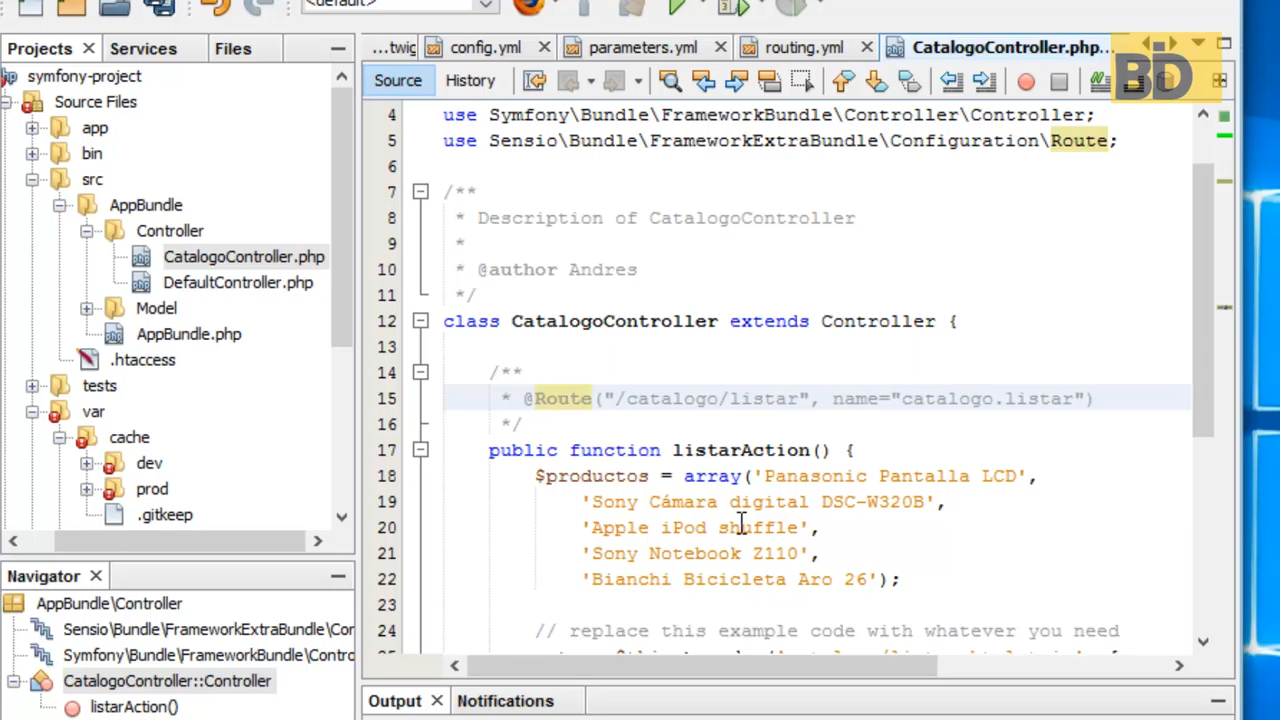 <default>
Projects
Services
Files
...twig
config.yml
parameters.yml
routing.yml
CatalogoController.php...
BD
Source
History
symfony-project
Source Files
app
bin
src
AppBundle
Controller
CatalogoController.php
DefaultController.php
Model
AppBundle.php
.htaccess
tests
var
cache
dev
prod
.gitkeep
4 use Symfony\Bundle\FrameworkBundle\Controller\Controller;
5 use Sensio\Bundle\FrameworkExtraBundle\Configuration\Route;
6
7 /**
8 * Description of CatalogoController
9 *
10 * @author Andres
11 */
12 class CatalogoController extends Controller {
13
14 /**
15 * @Route("/catalogo/listar", name="catalogo.listar")
16 */
17 public function listarAction() {
18 $productos = array('Panasonic Pantalla LCD',
19 'Sony Cámara digital DSC-W320B',
20 'Apple iPod shuffle',
21 'Sony Notebook Z110',
22 'Bianchi Bicicleta Aro 26');
23
24 // replace this example code with whatever you need
Navigator
AppBundle\Controller
Sensio\Bundle\FrameworkExtraBundle\Cor
Symfony\Bundle\FrameworkBundle\Contro
CatalogoController::Controller
listarAction()
Output
Notifications